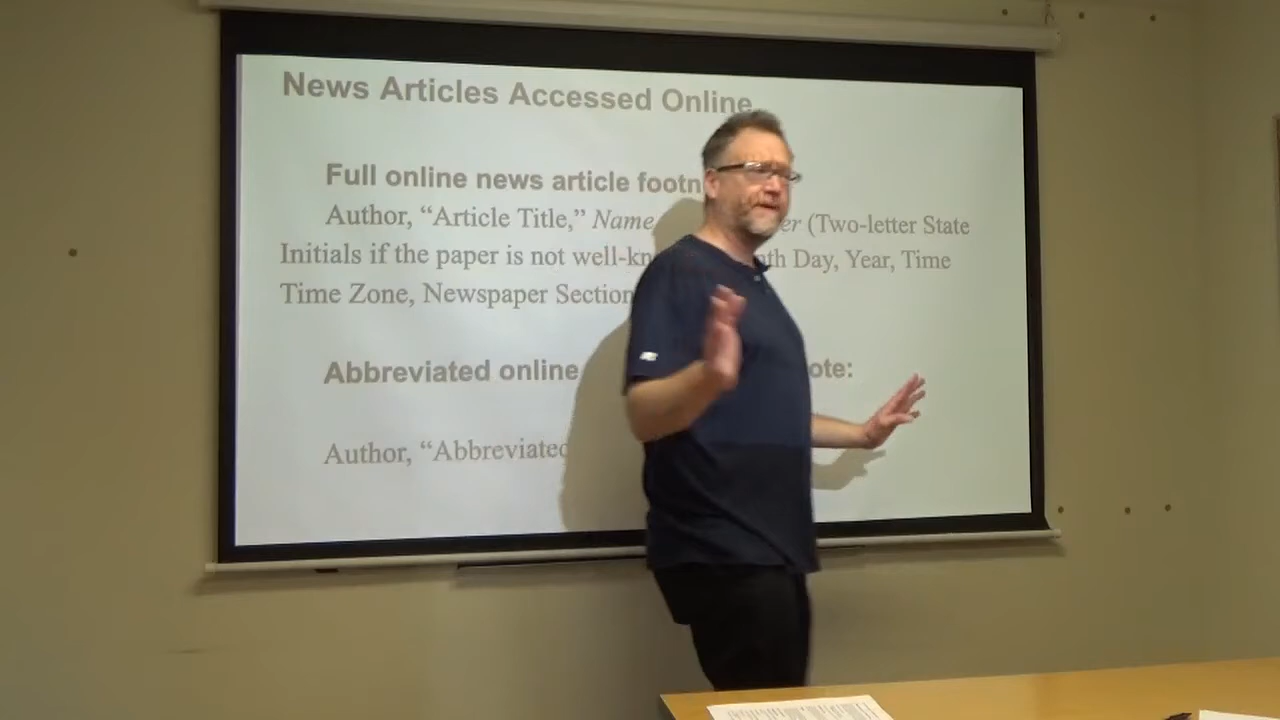 News Articles Accessed Online
Full online news article footn
Author, “Article Title,” Name er (Two-letter State
Initials if the paper is not well-kn nth Day, Year, Time
Time Zone, Newspaper Section
Abbreviated online ote:
Author, “Abbreviated